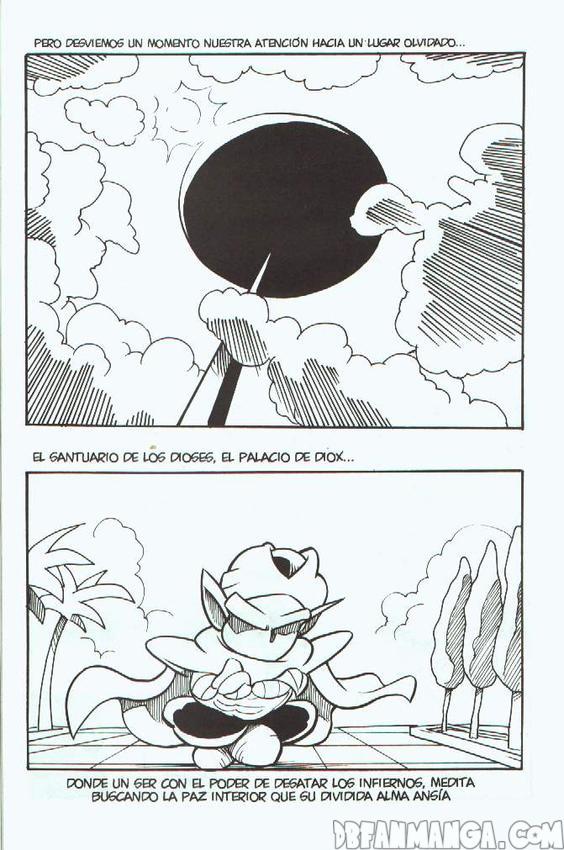 PERO DESVIEMOS UN MOMENTO NUESTRA ATENCIÓN HACIA UN LUGAR OLVIDADO...
EL SANTUARIO DE LOS DIOSES, EL PALACIO DE DIOX...
DONDE UN SER CON EL PODER DE DESATAR LOS INFIERNOS, MEDITA
BUSCANDO LA PAZ INTERIOR QUE SU DIVIDIDA ALMA ANSÍA
DBFANMANGA.COM